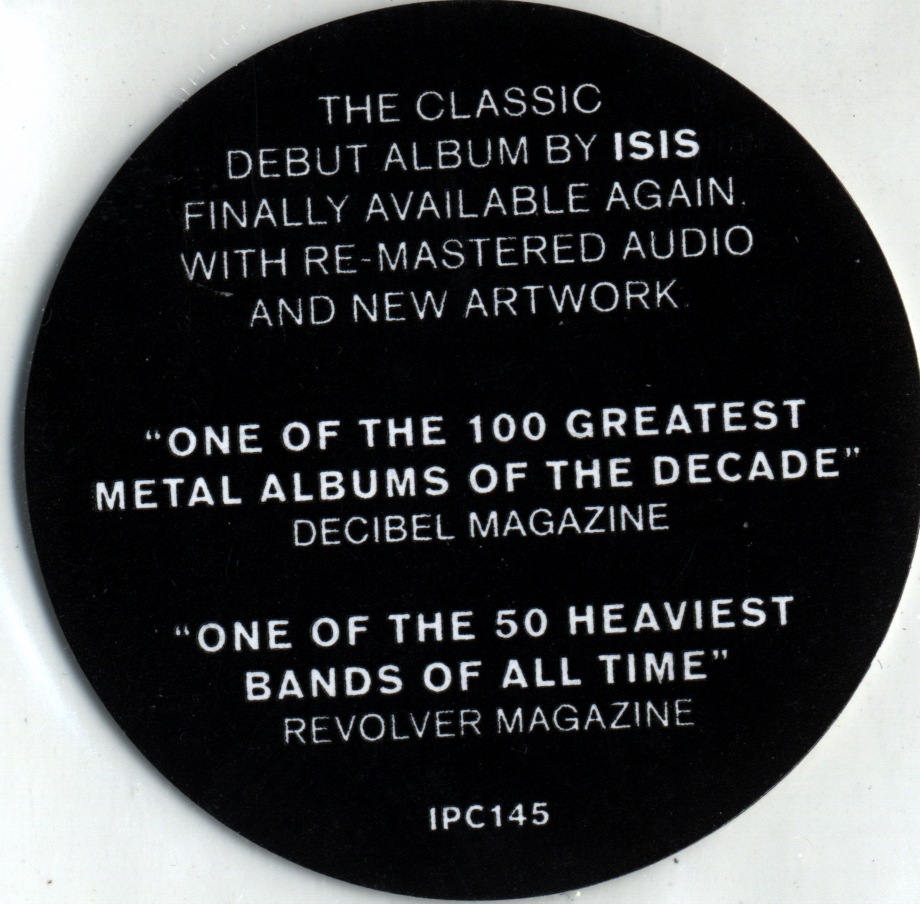 THE CLASSIC
DEBUT ALBUM BY ISIS
FINALLY AVAILABLE AGAIN.
WITH RE-MASTERED AUDIO
AND NEW ARTWORK.
“ONE OF THE 100 GREATEST
METAL ALBUMS OF THE DECADE”
DECIBEL MAGAZINE
“ONE OF THE 50 HEAVIEST
BANDS OF ALL TIME”
REVOLVER MAGAZINE
IPC145